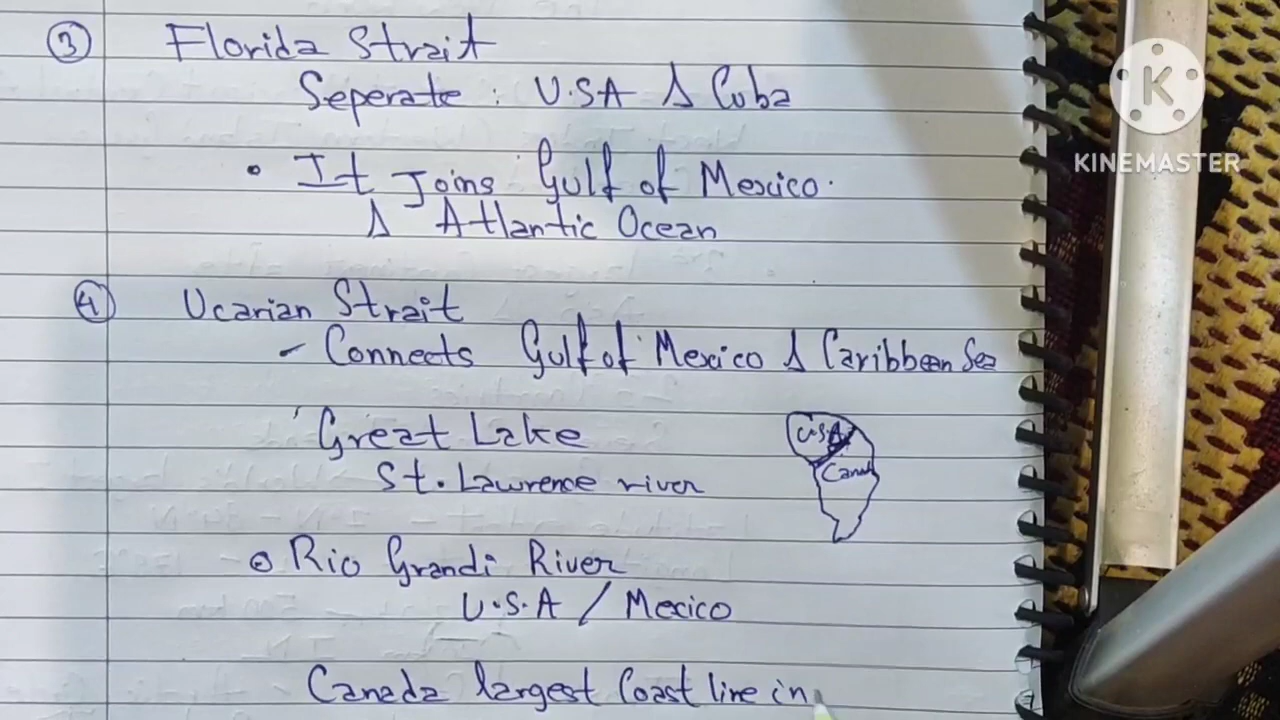 3 Florida Strait
Seperate : U.S.A & Cuba
• It Joins Gulf of Mexico.
& Atlantic Ocean
4 Ucarian Strait
- Connects Gulf of Mexico & Caribbean Sea
Great Lake
St. Lawrence river
U.S.A
Canad
Rio Grandi River
U.S.A / Mexico
Canada largest Coast line in
K
KINEMASTER